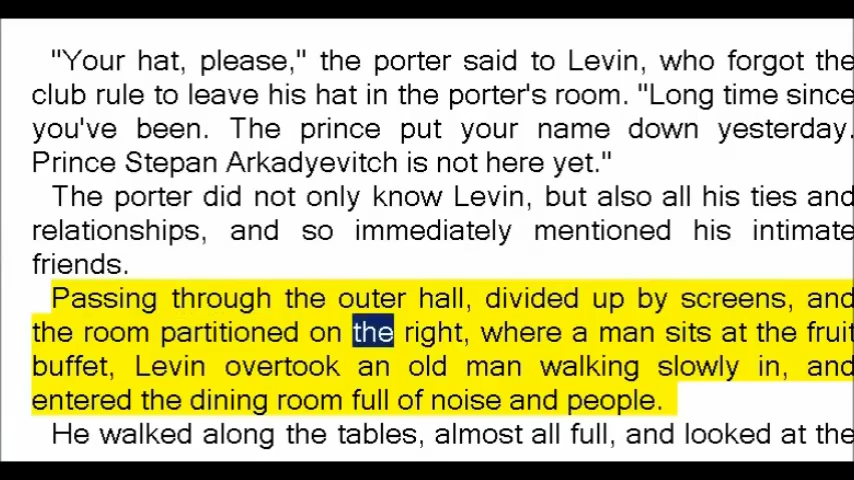 "Your hat, please," the porter said to Levin, who forgot the
club rule to leave his hat in the porter's room. "Long time since
you've been. The prince put your name down yesterday.
Prince Stepan Arkadyevitch is not here yet."
The porter did not only know Levin, but also all his ties and
relationships, and so immediately mentioned his intimate
friends.
Passing through the outer hall, divided up by screens, and
the room partitioned on the right, where a man sits at the fruit
buffet, Levin overtook an old man walking slowly in, and
entered the dining room full of noise and people.
He walked along the tables, almost all full, and looked at the